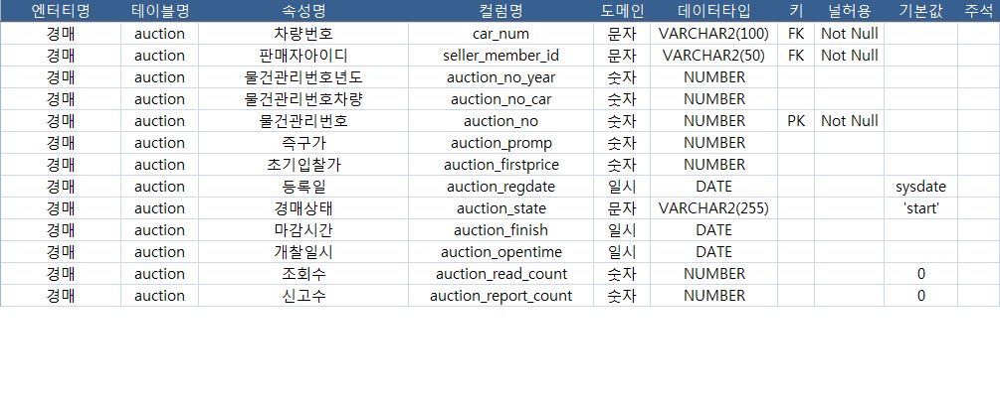 엔터티명 테이블명 속성명 컬럼명 도메인 데이터타입 키 널허용 기본값 주석
경매 auction 차량번호 car_num 문자 VARCHAR2(100) FK Not Null
경매 auction 판매자아이디 seller_member_id 문자 VARCHAR2(50) FK Not Null
경매 auction 물건관리번호년도 auction_no_year 숫자 NUMBER
경매 auction 물건관리번호차량 auction_no_car 숫자 NUMBER
경매 auction 물건관리번호 auction_no 숫자 NUMBER PK Not Null
경매 auction 즉구가 auction_promp 숫자 NUMBER
경매 auction 초기입찰가 auction_firstprice 숫자 NUMBER
경매 auction 등록일 auction_regdate 일시 DATE sysdate
경매 auction 경매상태 auction_state 문자 VARCHAR2(255) 'start'
경매 auction 마감시간 auction_finish 일시 DATE
경매 auction 개찰일시 auction_opentime 일시 DATE
경매 auction 조회수 auction_read_count 숫자 NUMBER 0
경매 auction 신고수 auction_report_count 숫자 NUMBER 0